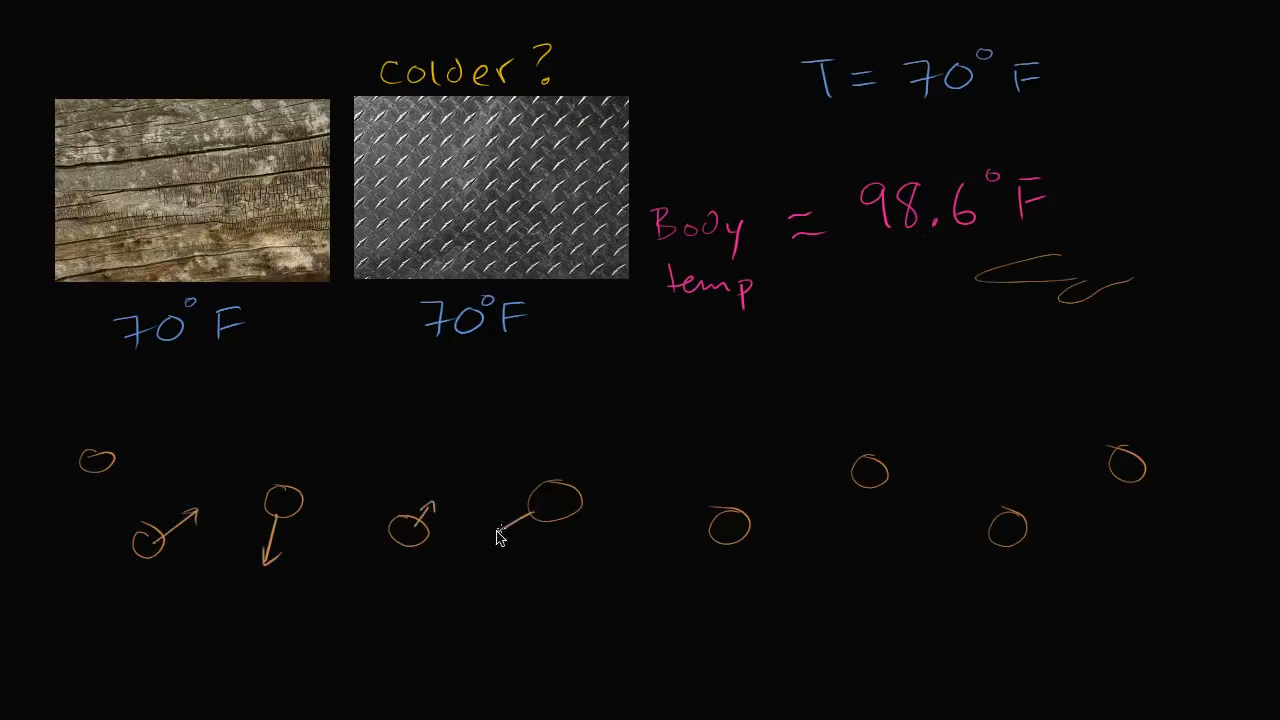 colder?
T = 70° F
Body temp ≈ 98.6° F
70° F
70° F